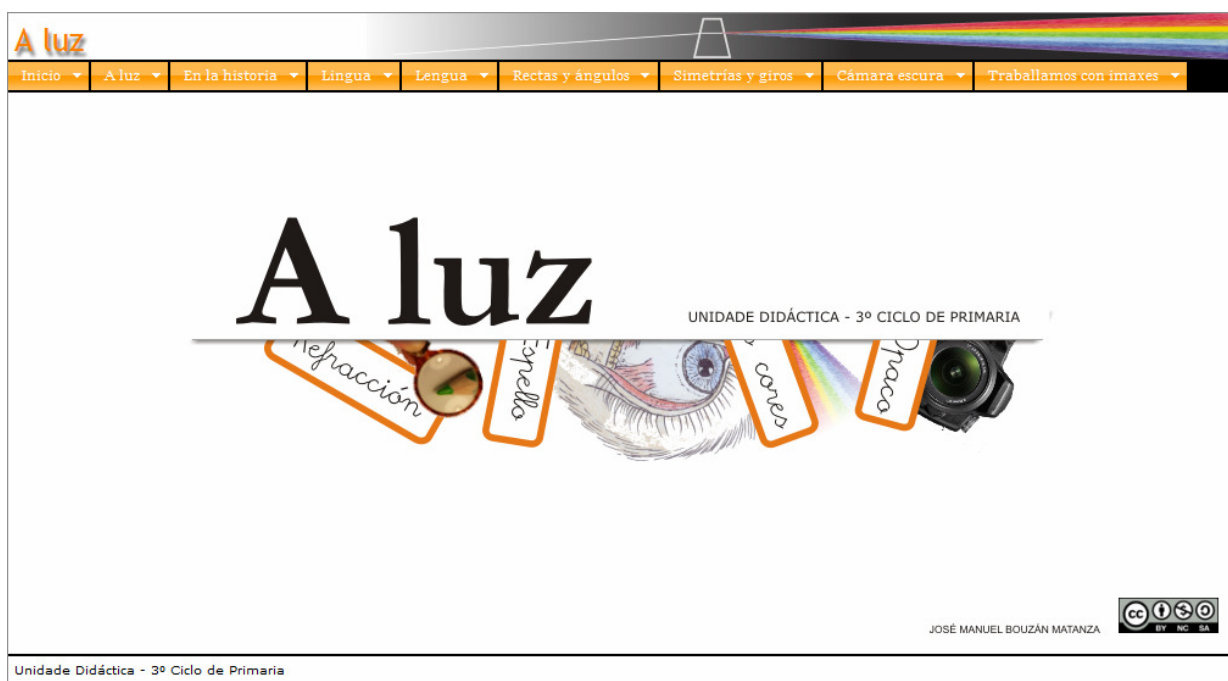 A luz
Inicio
A luz
En la historia
Lingua
Lengua
Rectas y ángulos
Simetrías y giros
Cámara escura
Traballamos con imaxes
A luz
UNIDADE DIDÁCTICA - 3º CICLO DE PRIMARIA
Refracción
Espello
cores
Opaco
JOSÉ MANUEL BOUZÁN MATANZA
cc
BY NC SA
Unidade Didáctica - 3º Ciclo de Primaria